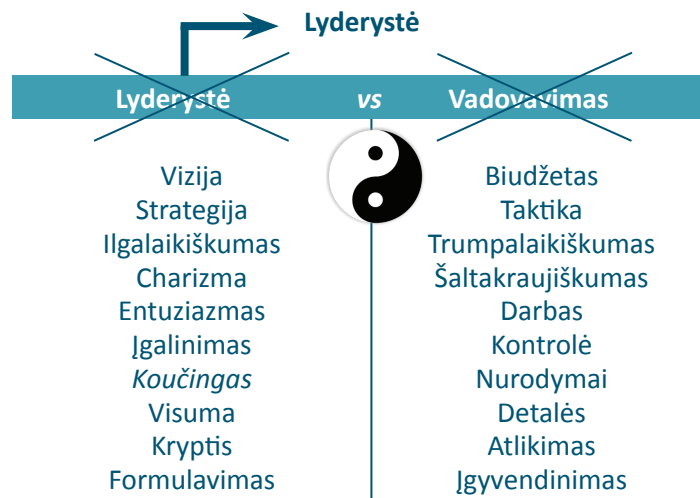 Lyderystė
Lyderystė vs Vadovavimas
Vizija
Strategija
Ilgalaikiškumas
Charizma
Entuziazmas
Įgalinimas
Koučingas
Visuma
Kryptis
Formulavimas
Biudžetas
Taktika
Trumpalaikiškumas
Šaltakraujiškumas
Darbas
Kontrolė
Nurodymai
Detalės
Atlikimas
Įgyvendinimas